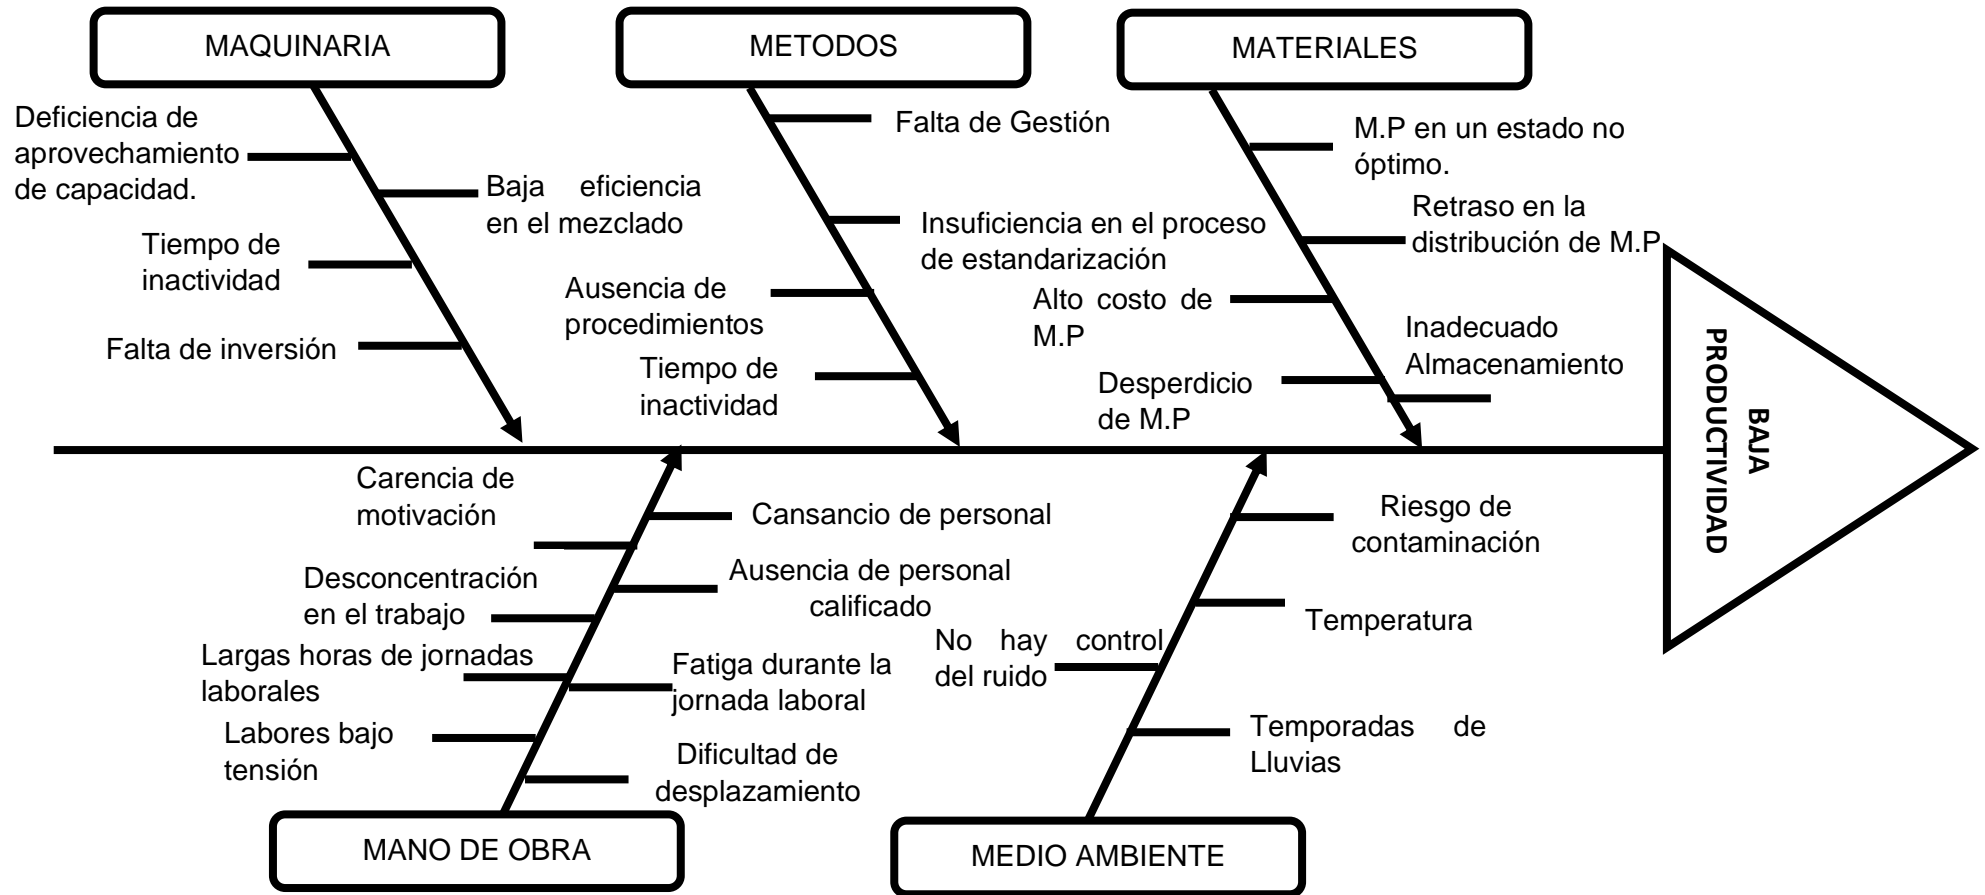 MAQUINARIA
METODOS
MATERIALES
Deficiencia de
aprovechamiento
de capacidad.
Baja eficiencia
en el mezclado
Tiempo de
inactividad
Falta de inversión
Falta de Gestión
Insuficiencia en el proceso
de estandarización
Ausencia de
procedimientos
Tiempo de
inactividad
M.P en un estado no
óptimo.
Retraso en la
distribución de M.P
Alto costo de
M.P
Inadecuado
Almacenamiento
Desperdicio
de M.P
BAJA
PRODUCTIVIDAD
Carencia de
motivación
Cansancio de personal
Desconcentración
en el trabajo
Ausencia de personal
calificado
Largas horas de jornadas
laborales
Fatiga durante la
jornada laboral
Labores bajo
tensión
Dificultad de
desplazamiento
Riesgo de
contaminación
Temperatura
No hay control
del ruido
Temporadas de
Lluvias
MANO DE OBRA
MEDIO AMBIENTE